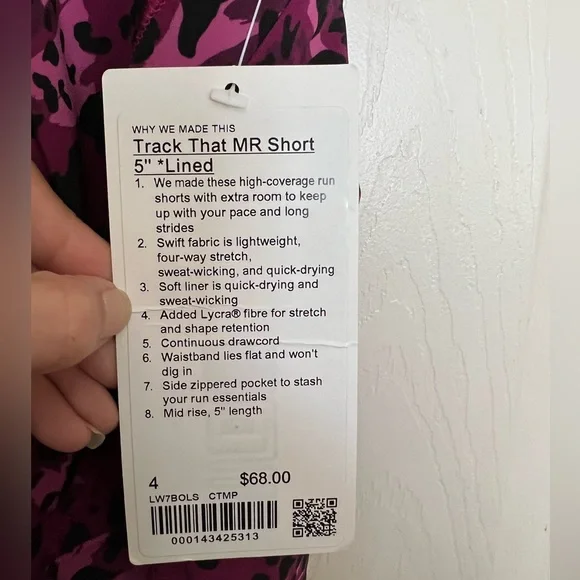 WHY WE MADE THIS
Track That MR Short
5" *Lined
1. We made these high-coverage run
shorts with extra room to keep
up with your pace and long
strides
2. Swift fabric is lightweight,
four-way stretch,
sweat-wicking, and quick-drying
3. Soft liner is quick-drying and
sweat-wicking
4. Added Lycra® fibre for stretch
and shape retention
5. Continuous drawcord
6. Waistband lies flat and won't
dig in
7. Side zippered pocket to stash
your run essentials
8. Mid rise, 5" length
4 $68.00
LW7BOLS CTMP
000143425313